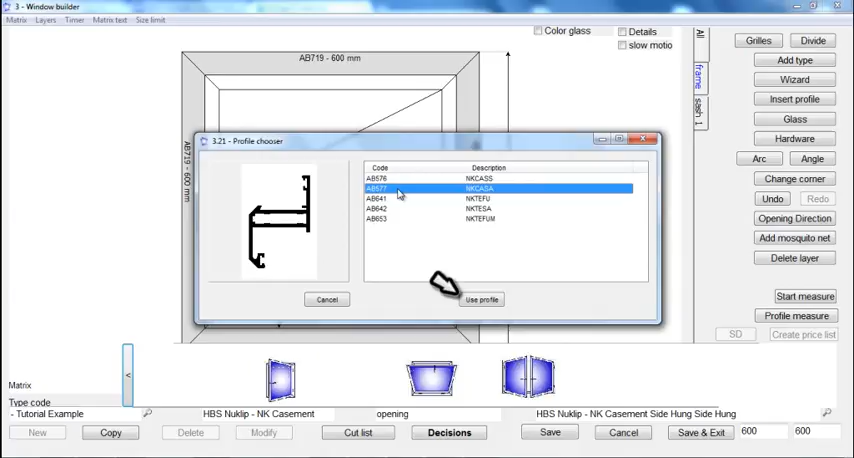 3 - Window builder
Matrix Layers Timer Matrix text Size limit
Color glass
Details
slow motio
All
frame
sash 1
Grilles Divide
Add type
Wizard
Insert profile
Glass
Hardware
Arc Angle
Change corner
Undo Redo
Opening Direction
Add mosquito net
Delete layer
Start measure
Profile measure
SD Create price list
AB719 - 600 mm
AB719 - 600 mm
3.21 - Profile chooser
Code Description
AB576 NKCASS
AB577 NKCASA
AB641 NKTEFU
AB642 NKTESA
AB653 NKTEFUM
Cancel Use profile
<
Matrix
Type code
- Tutorial Example HBS Nuklip - NK Casement opening HBS Nuklip - NK Casement Side Hung Side Hung
New Copy Delete Modify Cut list Decisions Save Cancel Save & Exit 600 600